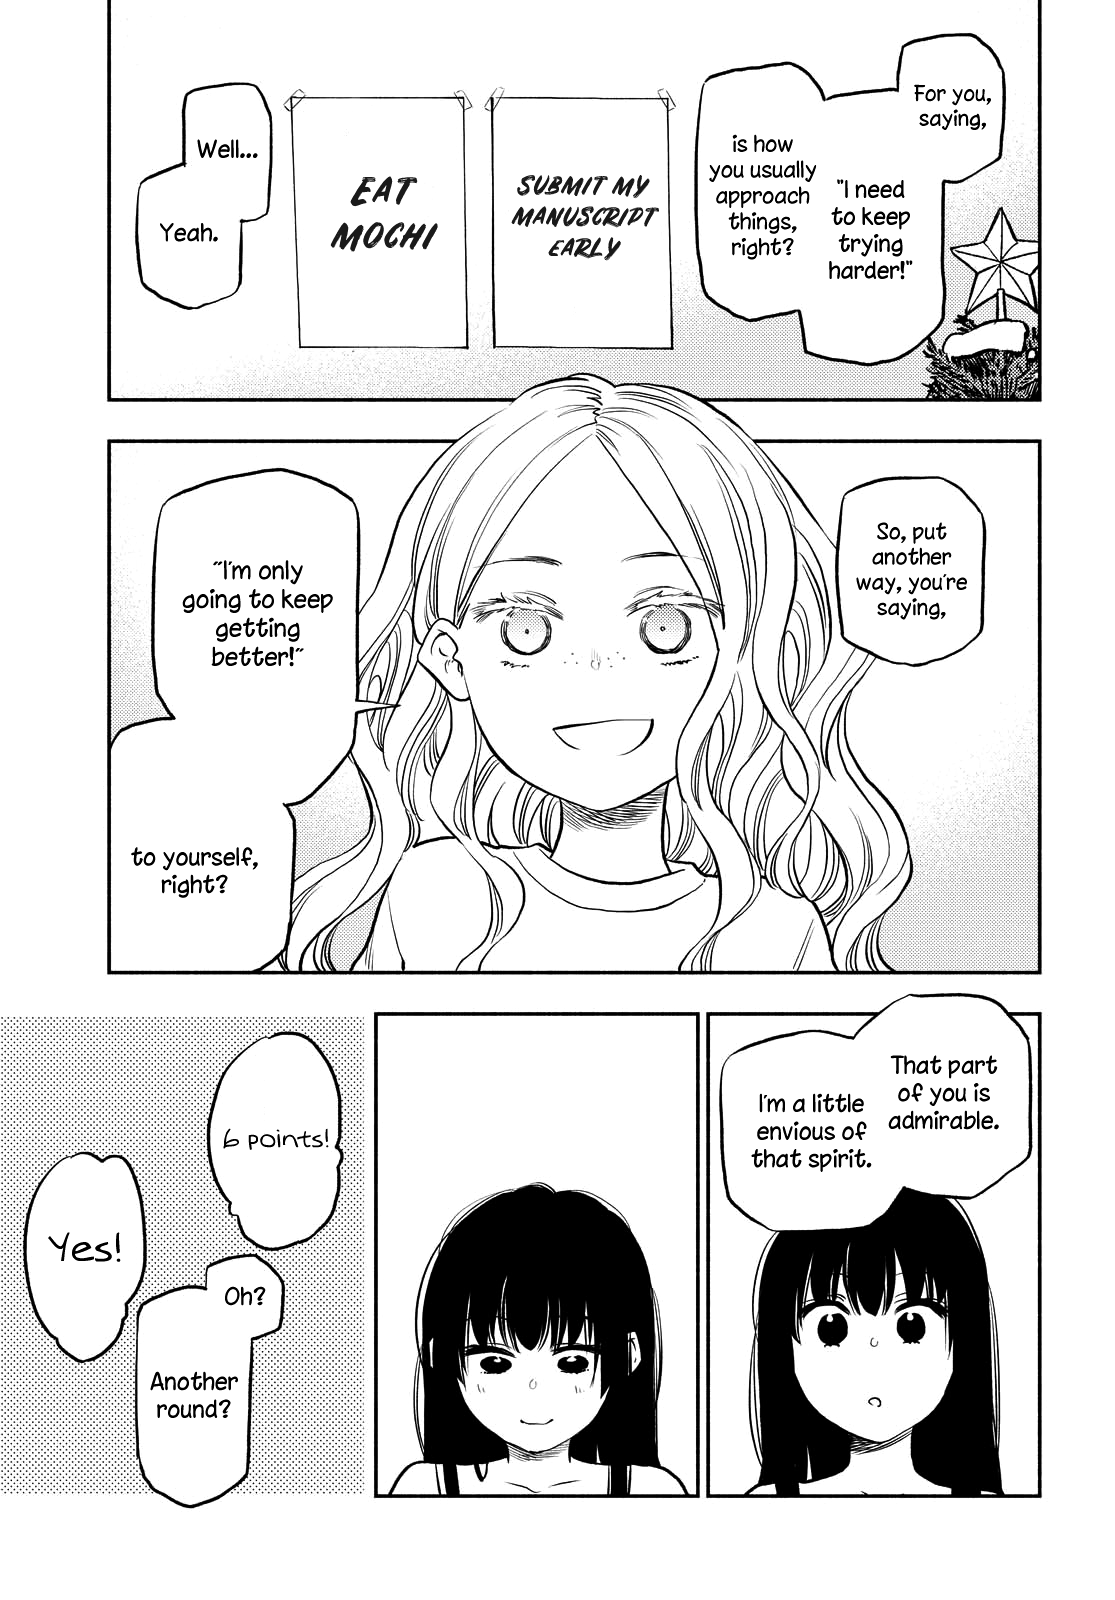 For you,
saying,
"I need
to keep
trying
harder!"
is how
you usually
approach
things,
right?
SUBMIT MY
MANUSCRIPT
EARLY
EAT
MOCHI
Well...
Yeah.
So, put
another
way, you're
saying,
"I'm only
going to keep
getting
better!"
to yourself,
right?
That part
of you is
admirable.
I'm a little
envious of
that spirit.
6 points!
Yes!
Oh?
Another
round?